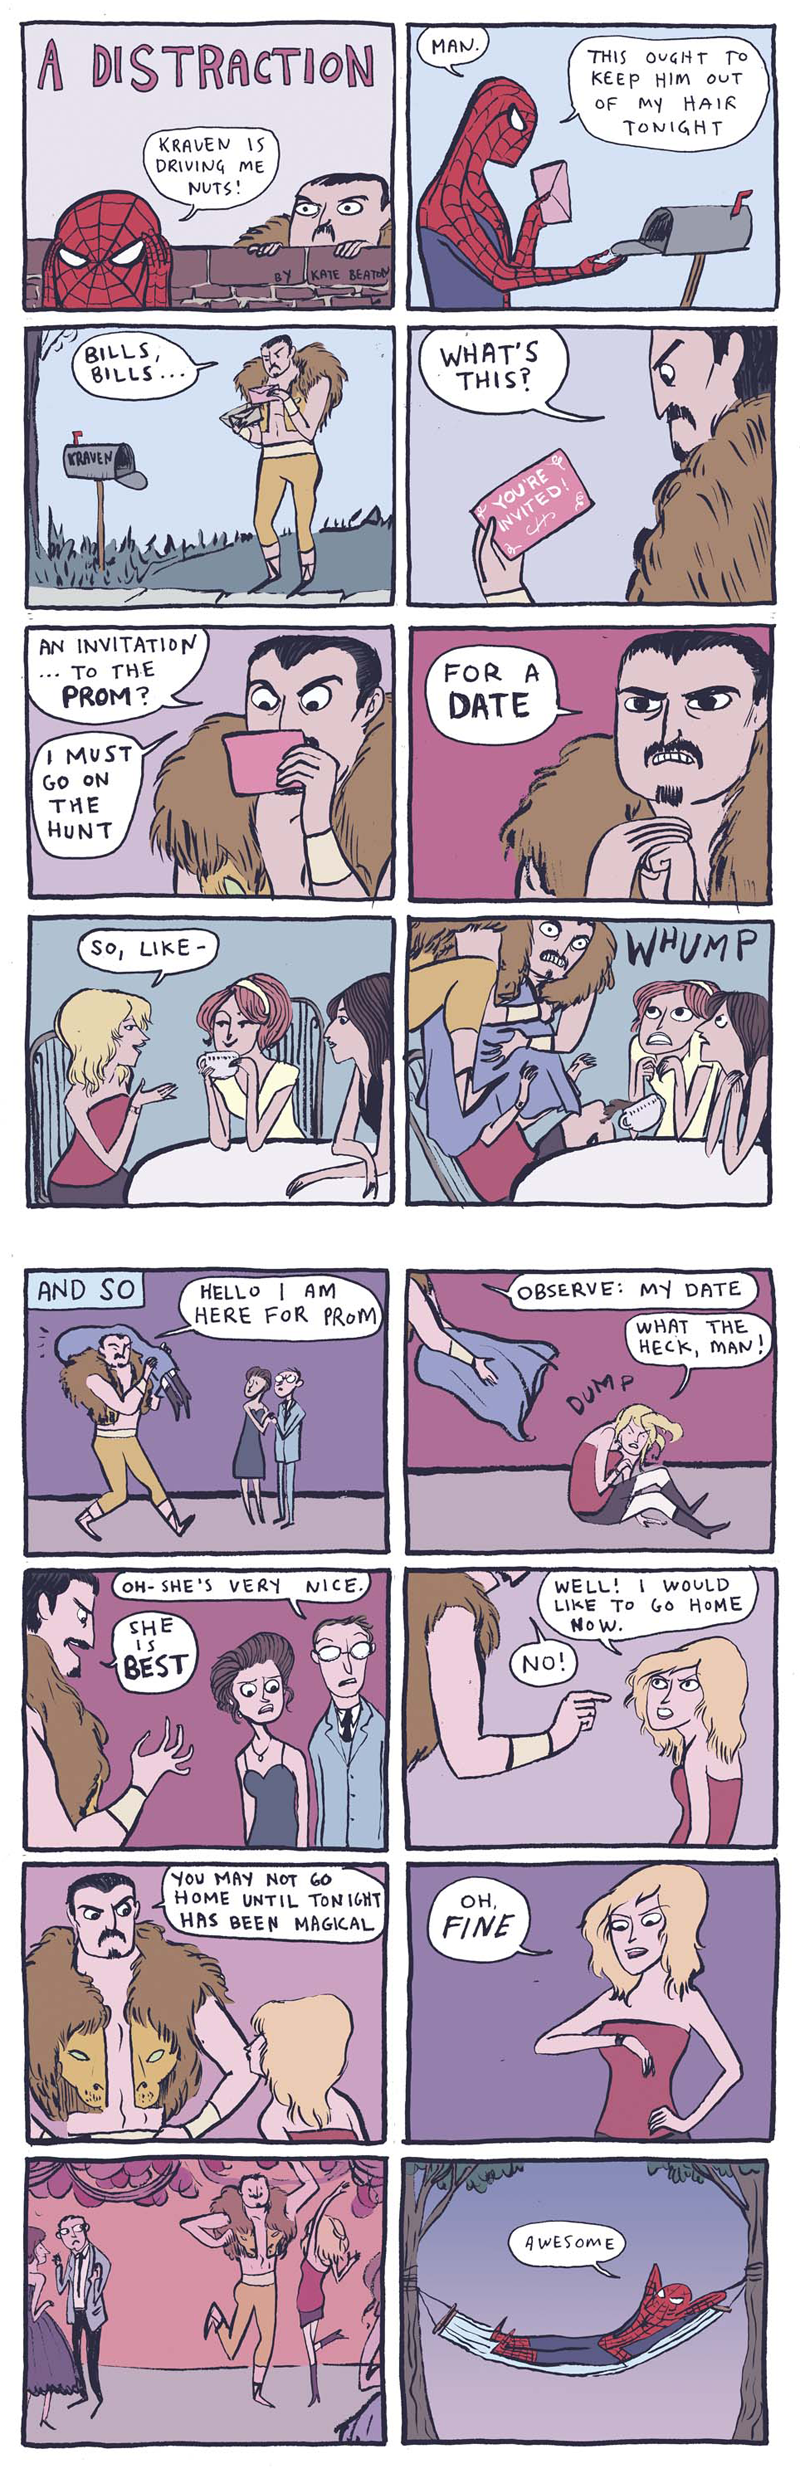 A DISTRACTION
KRAVEN IS
DRIVING ME
NUTS!
BY KATE BEATON
MAN.
THIS OUGHT TO
KEEP HIM OUT
OF MY HAIR
TONIGHT
BILLS,
BILLS...
KRAVEN
WHAT'S
THIS?
YOU'RE
INVITED!
AN INVITATION
... TO THE
PROM?
I MUST
GO ON
THE
HUNT
FOR A
DATE
SO, LIKE-
WHUMP
AND SO
HELLO I AM
HERE FOR PROM
OBSERVE: MY DATE
WHAT THE
HECK, MAN!
DUMP
OH- SHE'S VERY NICE.
SHE
IS
BEST
WELL! I WOULD
LIKE TO GO HOME
NOW.
NO!
YOU MAY NOT GO
HOME UNTIL TONIGHT
HAS BEEN MAGICAL
OH,
FINE
AWESOME